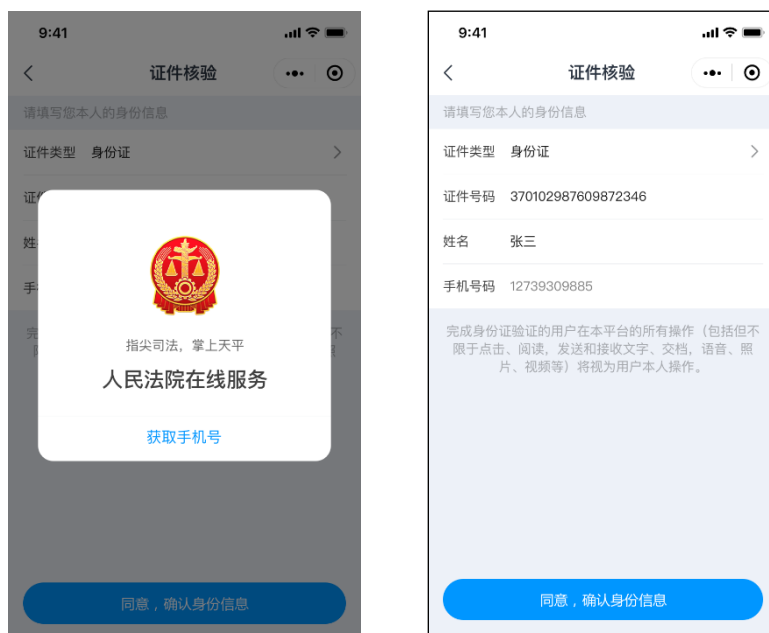 9:41
证件核验
请填写您本人的身份信息
证件类型 身份证
证件
姓
手
完
不
指尖司法，掌上天平
人民法院在线服务
获取手机号
同意，确认身份信息
9:41
证件核验
请填写您本人的身份信息
证件类型 身份证
证件号码 370102987609872346
姓名 张三
手机号码 12739309885
完成身份证验证的用户在本平台的所有操作（包括但不
限于点击、阅读，发送和接收文字、交档，语音、照
片、视频等）将视为用户本人操作。
同意，确认身份信息